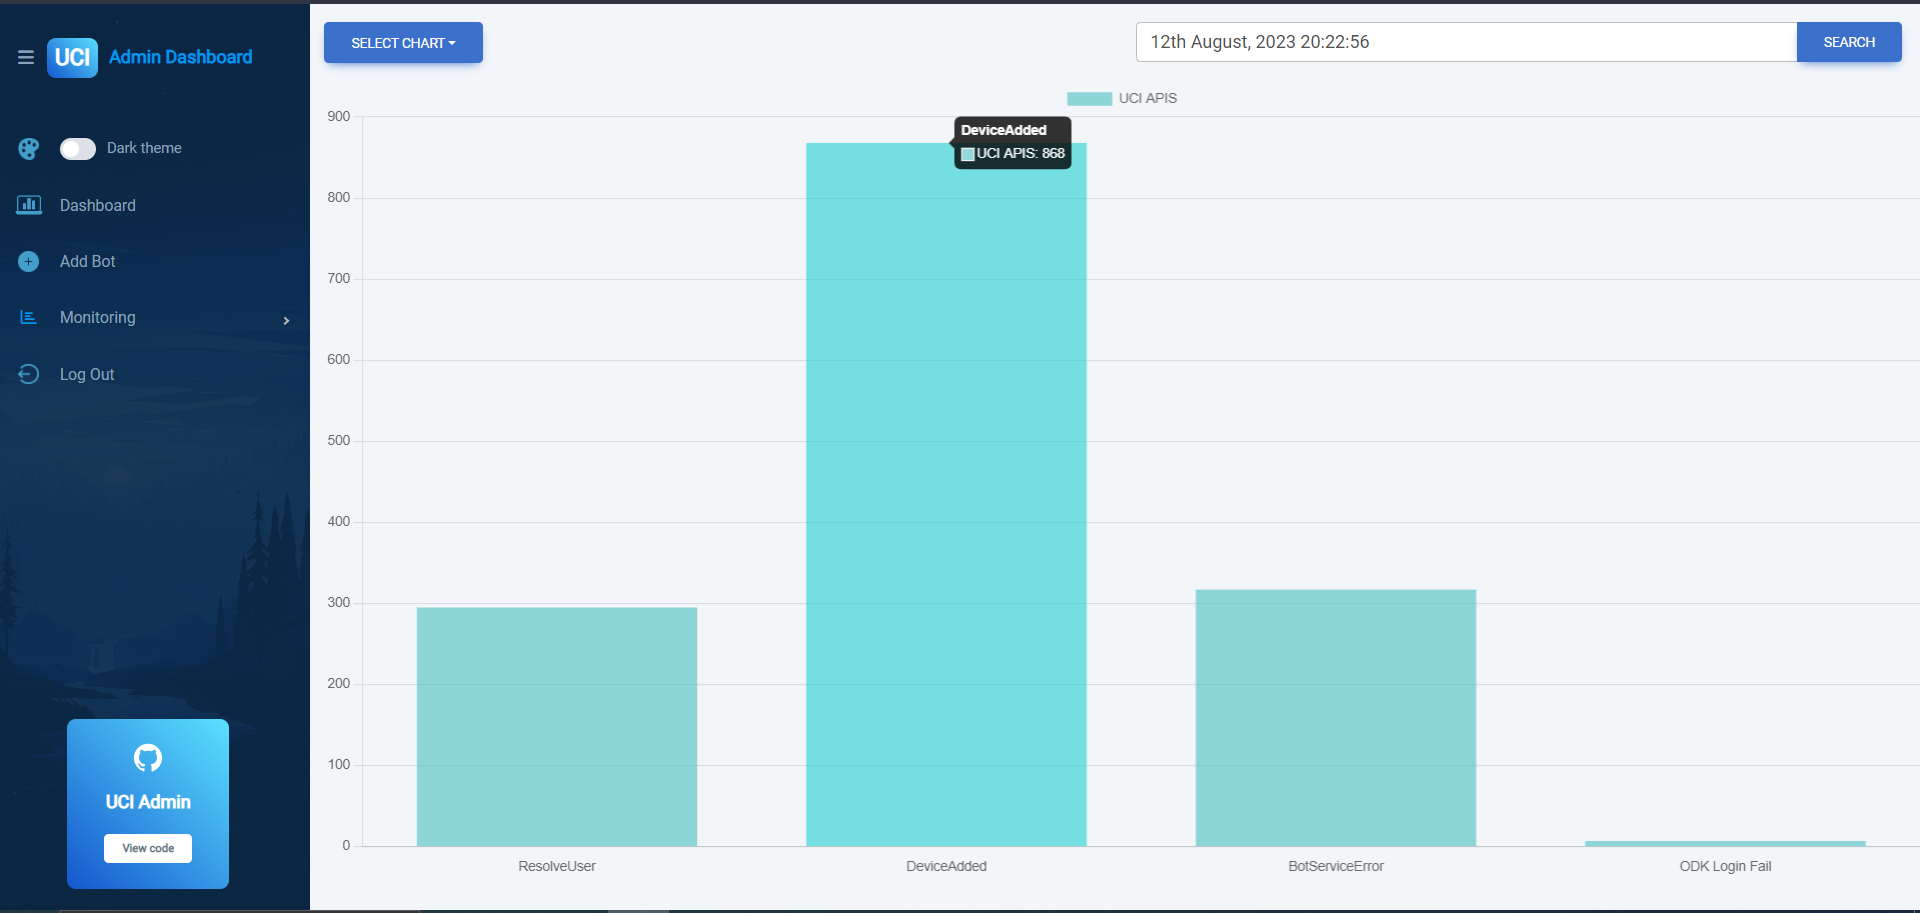 UCI Admin Dashboard
Dark theme
Dashboard
Add Bot
Monitoring
Log Out
UCI Admin
View code
SELECT CHART
12th August, 2023 20:22:56
SEARCH
UCI APIS
DeviceAdded
UCI APIS: 868
900
800
700
600
500
400
300
200
100
0
ResolveUser
DeviceAdded
BotServiceError
ODK Login Fail